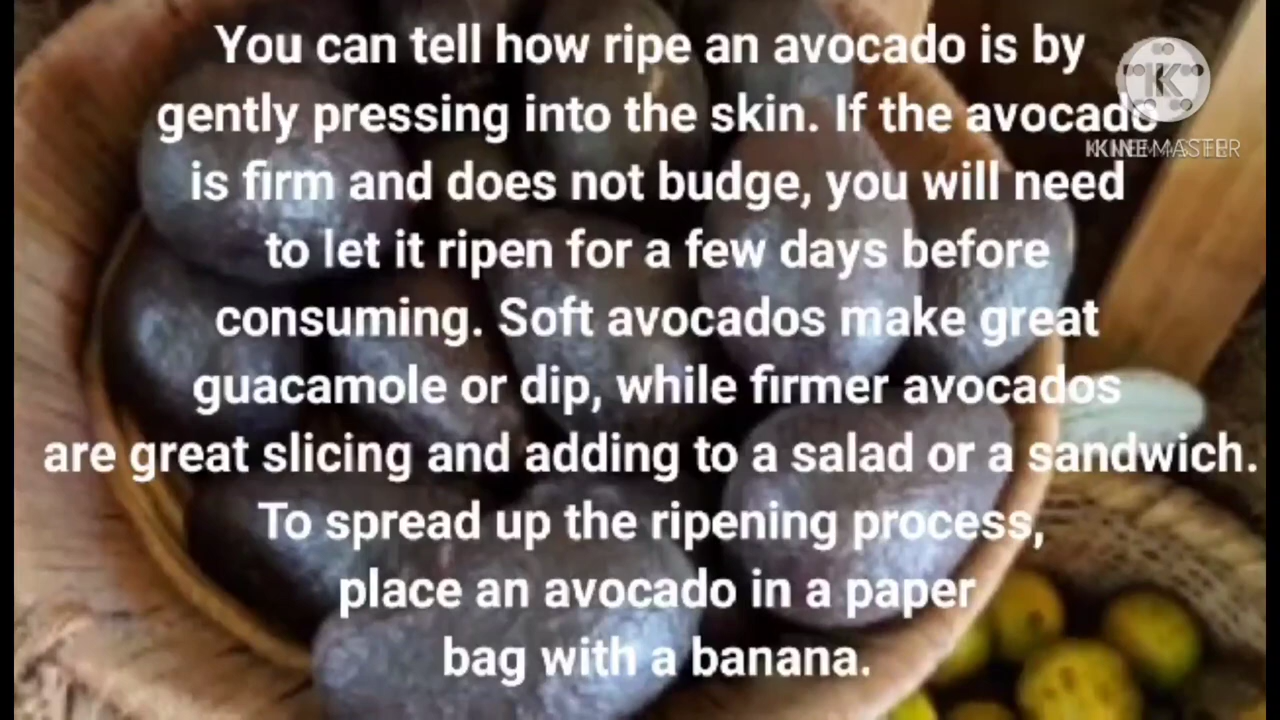 You can tell how ripe an avocado is by
gently pressing into the skin. If the avocado
is firm and does not budge, you will need
to let it ripen for a few days before
consuming. Soft avocados make great
guacamole or dip, while firmer avocados
are great slicing and adding to a salad or a sandwich.
To spread up the ripening process,
place an avocado in a paper
bag with a banana.
K
KINEMASTER